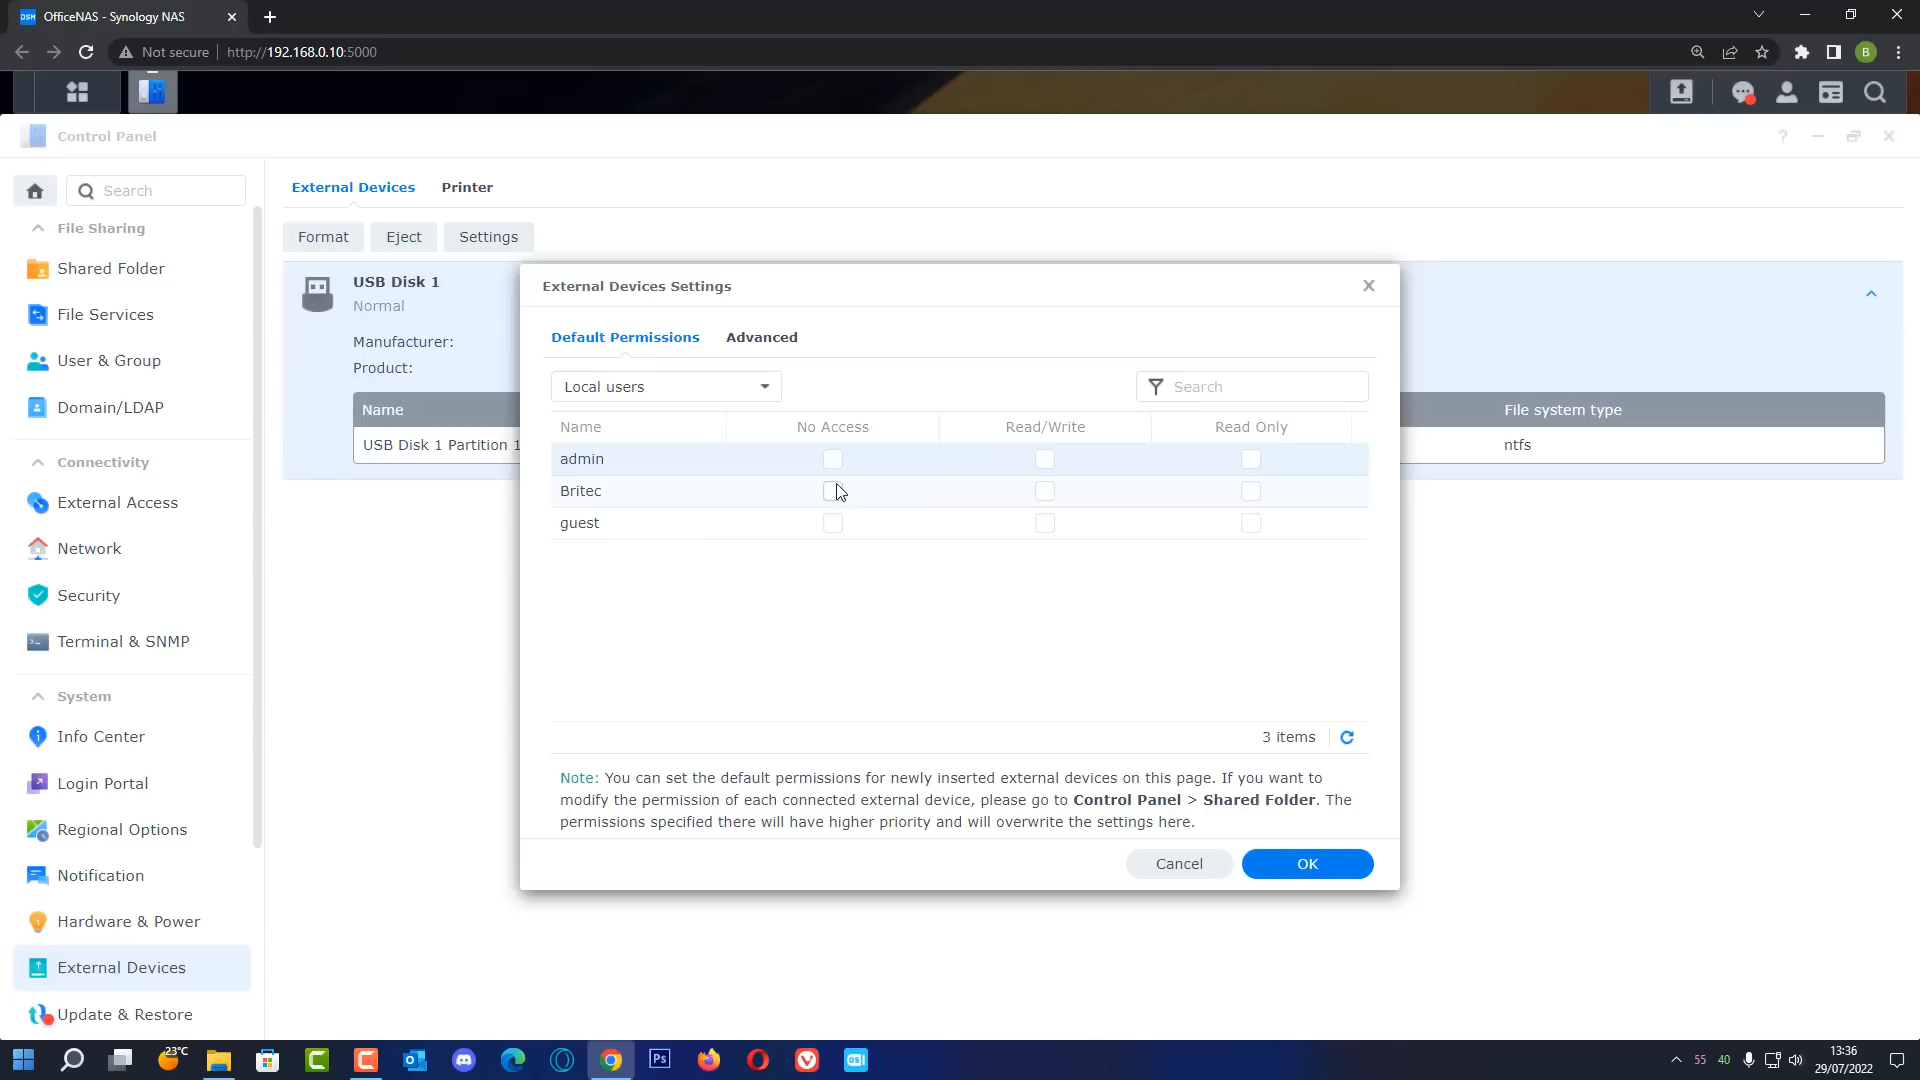 OfficeNAS - Synology NAS
Not secure
http://192.168.0.10:5000
B
Control Panel
Search
File Sharing
Shared Folder
File Services
User & Group
Domain/LDAP
Connectivity
External Access
Network
Security
Terminal & SNMP
System
Info Center
Login Portal
Regional Options
Notification
Hardware & Power
External Devices
Update & Restore
External Devices Printer
Format Eject Settings
USB Disk 1
Normal
Manufacturer:
Product:
Name File system type
USB Disk 1 Partition 1 ntfs
External Devices Settings
Default Permissions Advanced
Local users Search
Name No Access Read/Write Read Only
admin
Britec
guest
3 items
Note: You can set the default permissions for newly inserted external devices on this page. If you want to
modify the permission of each connected external device, please go to Control Panel > Shared Folder. The
permissions specified there will have higher priority and will overwrite the settings here.
Cancel OK
23°C
Ps
55 40
13:36
29/07/2022